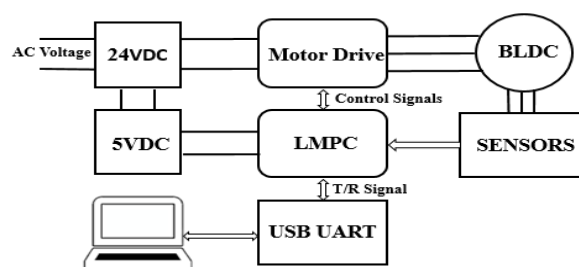 AC Voltage
24VDC
Motor Drive
BLDC
Control Signals
5VDC
LMPC
SENSORS
T/R Signal
USB UART